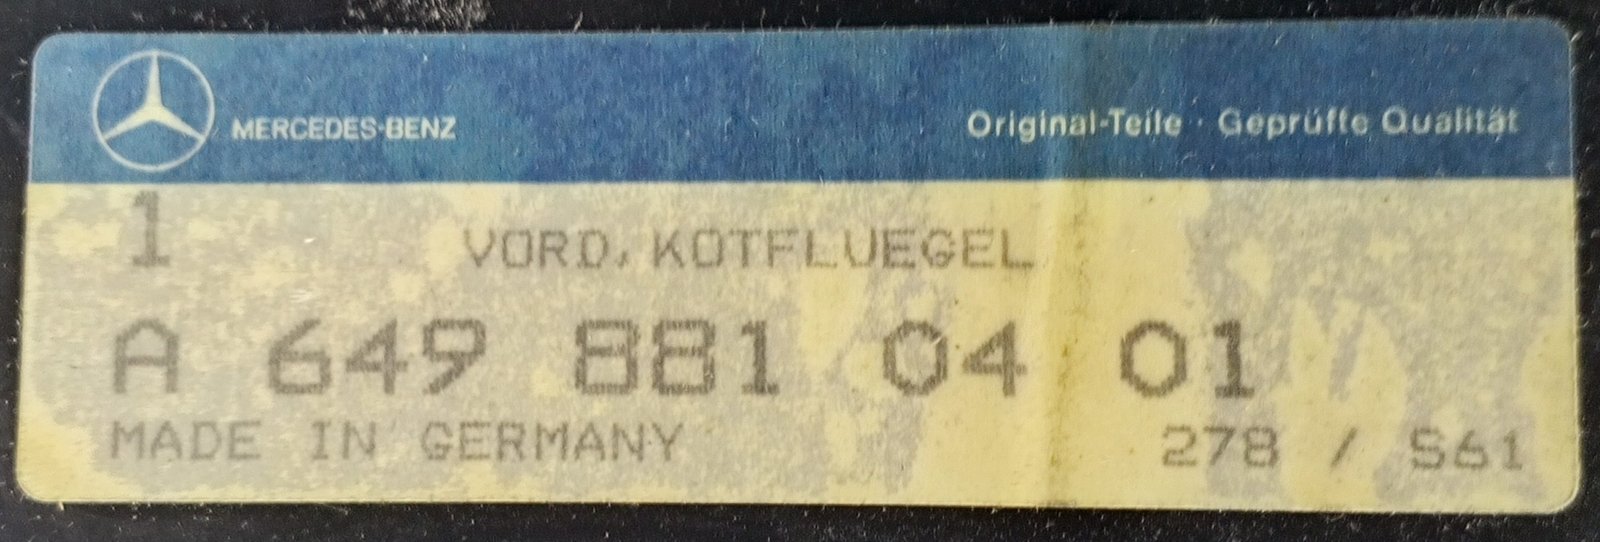 MERCEDES-BENZ
Original-Teile · Geprüfte Qualität
1
VORD. KOTFLUEGEL
A 649 881 04 01
MADE IN GERMANY
278 / S61